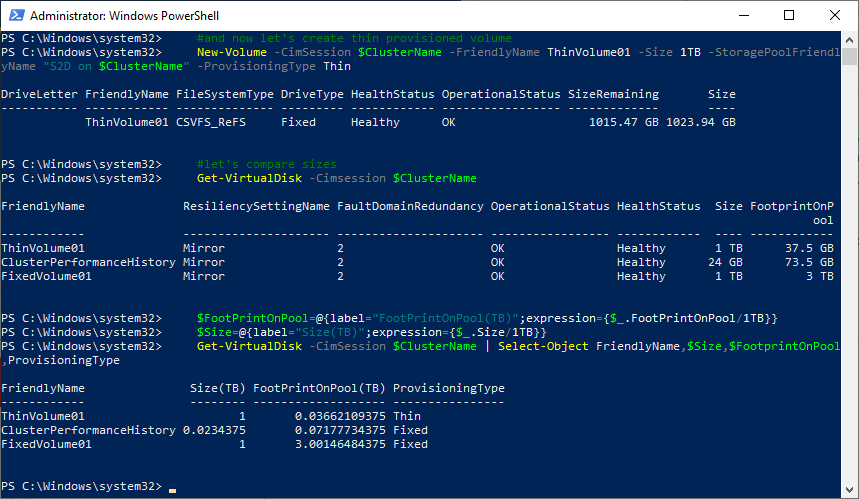 Administrator: Windows PowerShell
PS C:\Windows\system32>     #and now let's create thin provisioned volume
PS C:\Windows\system32>     New-Volume -CimSession $ClusterName -FriendlyName ThinVolume01 -Size 1TB -StoragePoolFriendl
yName "S2D on $ClusterName" -ProvisioningType Thin
DriveLetter FriendlyName FileSystemType DriveType HealthStatus OperationalStatus SizeRemaining       Size
----------- ------------ -------------- --------- ------------ ----------------- -------------       ----
            ThinVolume01 CSVFS_ReFS     Fixed     Healthy      OK                   1015.47 GB 1023.94 GB
PS C:\Windows\system32>     #let's compare sizes
PS C:\Windows\system32>     Get-VirtualDisk -Cimsession $ClusterName
FriendlyName              ResiliencySettingName FaultDomainRedundancy OperationalStatus HealthStatus  Size FootprintOnP
                                                                                                                    ool
------------              --------------------- --------------------- ----------------- ------------  ---- ------------
ThinVolume01              Mirror                2                     OK                Healthy       1 TB      37.5 GB
ClusterPerformanceHistory Mirror                2                     OK                Healthy      24 GB      73.5 GB
FixedVolume01             Mirror                2                     OK                Healthy       1 TB         3 TB
PS C:\Windows\system32>     $FootPrintOnPool=@{label="FootPrintOnPool(TB)";expression={$_.FootPrintOnPool/1TB}}
PS C:\Windows\system32>     $Size=@{label="Size(TB)";expression={$_.Size/1TB}}
PS C:\Windows\system32>     Get-VirtualDisk -CimSession $ClusterName | Select-Object FriendlyName,$Size,$FootprintOnPool
,ProvisioningType
FriendlyName               Size(TB) FootPrintOnPool(TB) ProvisioningType
------------               -------- ------------------- ----------------
ThinVolume01                      1       0.03662109375 Thin
ClusterPerformanceHistory 0.0234375       0.07177734375 Fixed
FixedVolume01                     1       3.00146484375 Fixed
PS C:\Windows\system32>